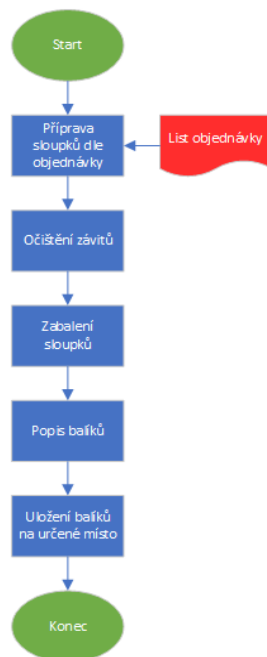 Start
Příprava
sloupků dle
objednávky
List objednávky
Očištění závitů
Zabalení
sloupků
Popis balíků
Uložení balíků
na určené místo
Konec